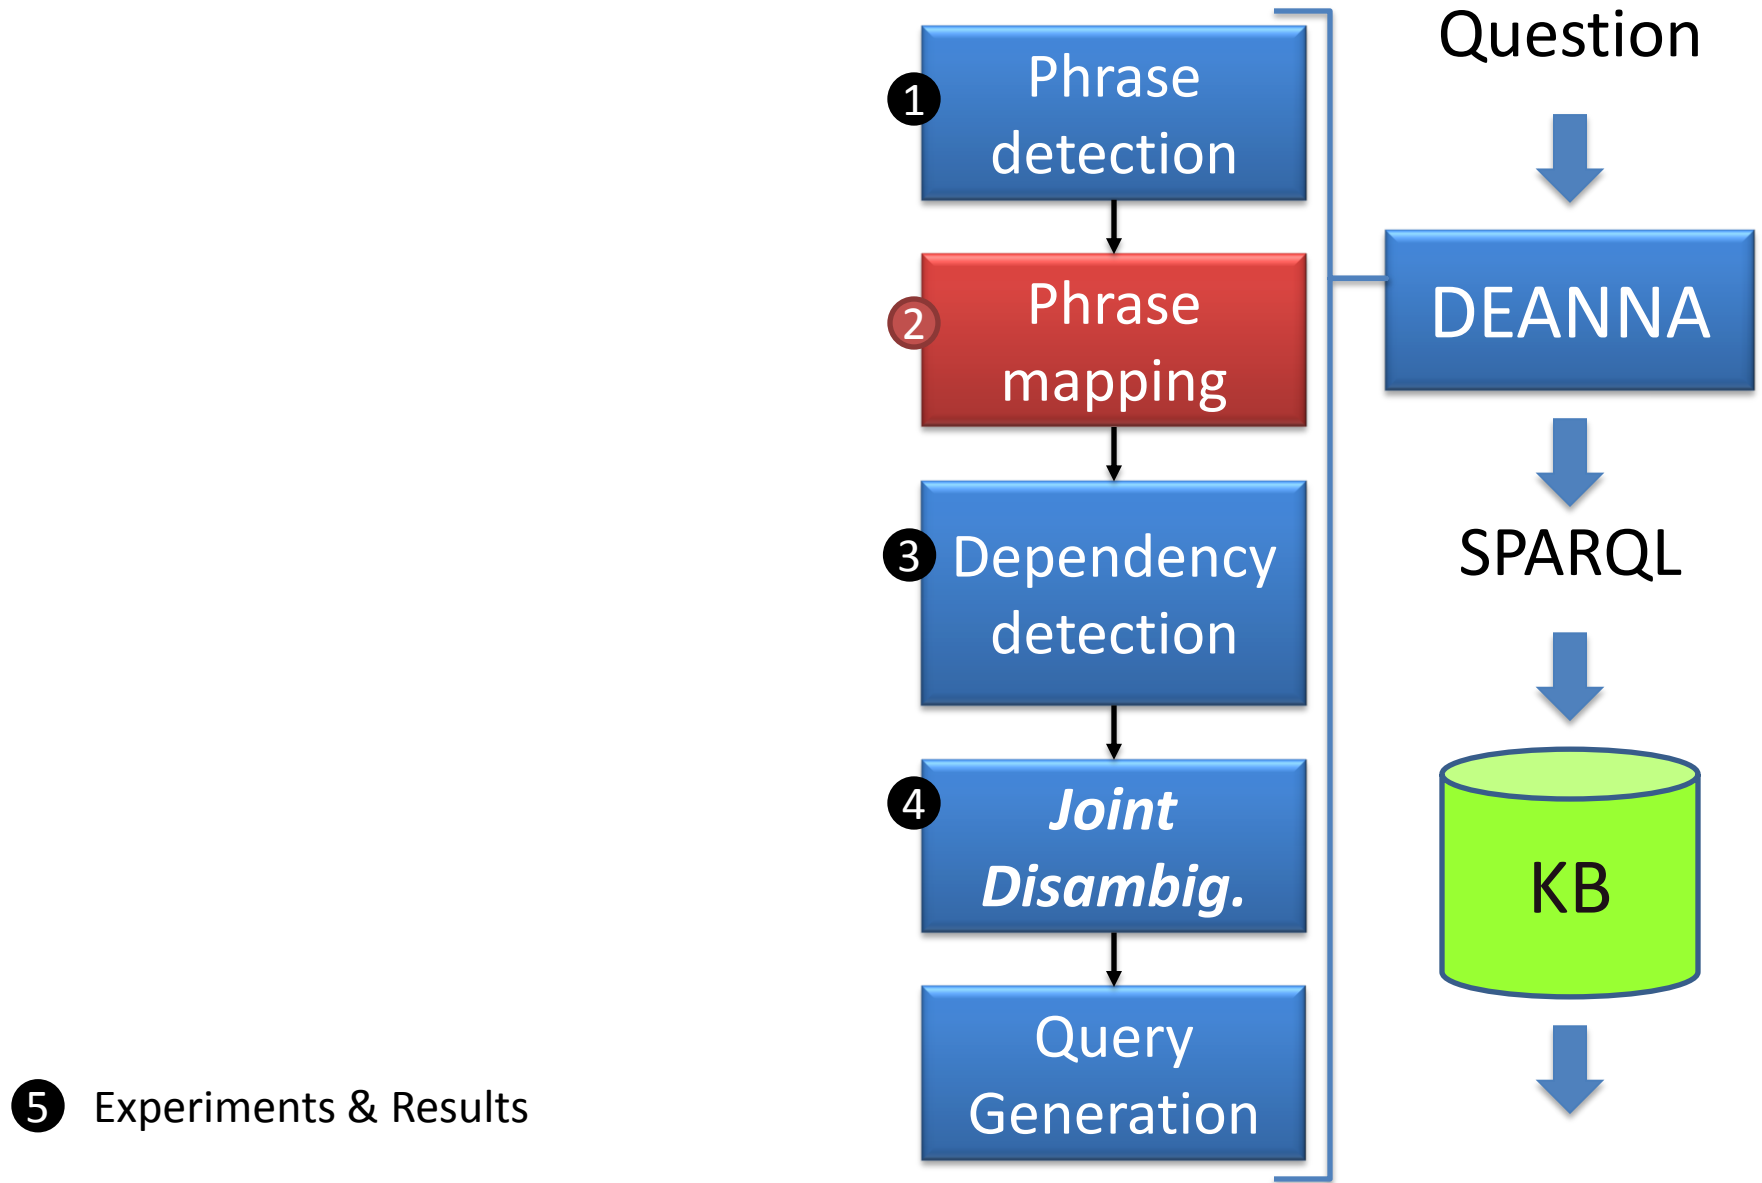 1
Phrase
detection
2
Phrase
mapping
3
Dependency
detection
4
Joint
Disambig.
Query
Generation
Question
DEANNA
SPARQL
KB
5 Experiments & Results